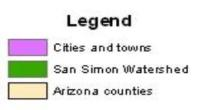 Legend
Cities and towns
San Simon Watershed
Arizona counties